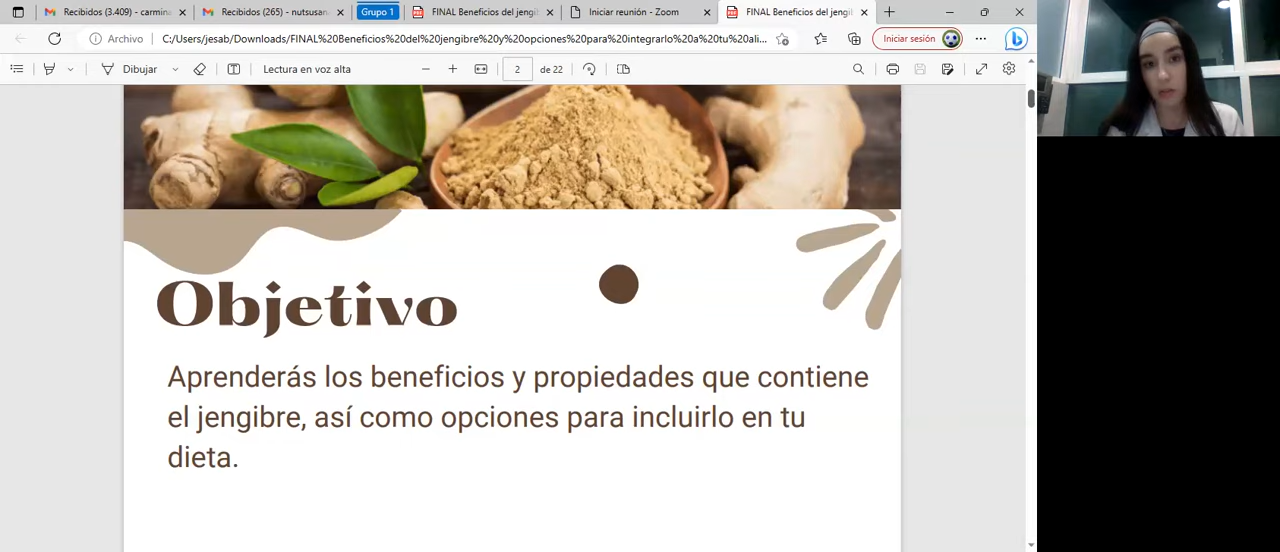 Recibidos (3.409) - carmina
Recibidos (265) - nutsusan
Grupo 1
FINAL Beneficios del jengib
Iniciar reunión - Zoom
FINAL Beneficios del jengib
Archivo
C:/Users/jesab/Downloads/FINAL%20Beneficios%20del%20jengibre%20y%20opciones%20para%20integrarlo%20a%20tu%20ali...
Iniciar sesión
Dibujar
Lectura en voz alta
2
de 22
Objetivo
Aprenderás los beneficios y propiedades que contiene
el jengibre, así como opciones para incluirlo en tu
dieta.